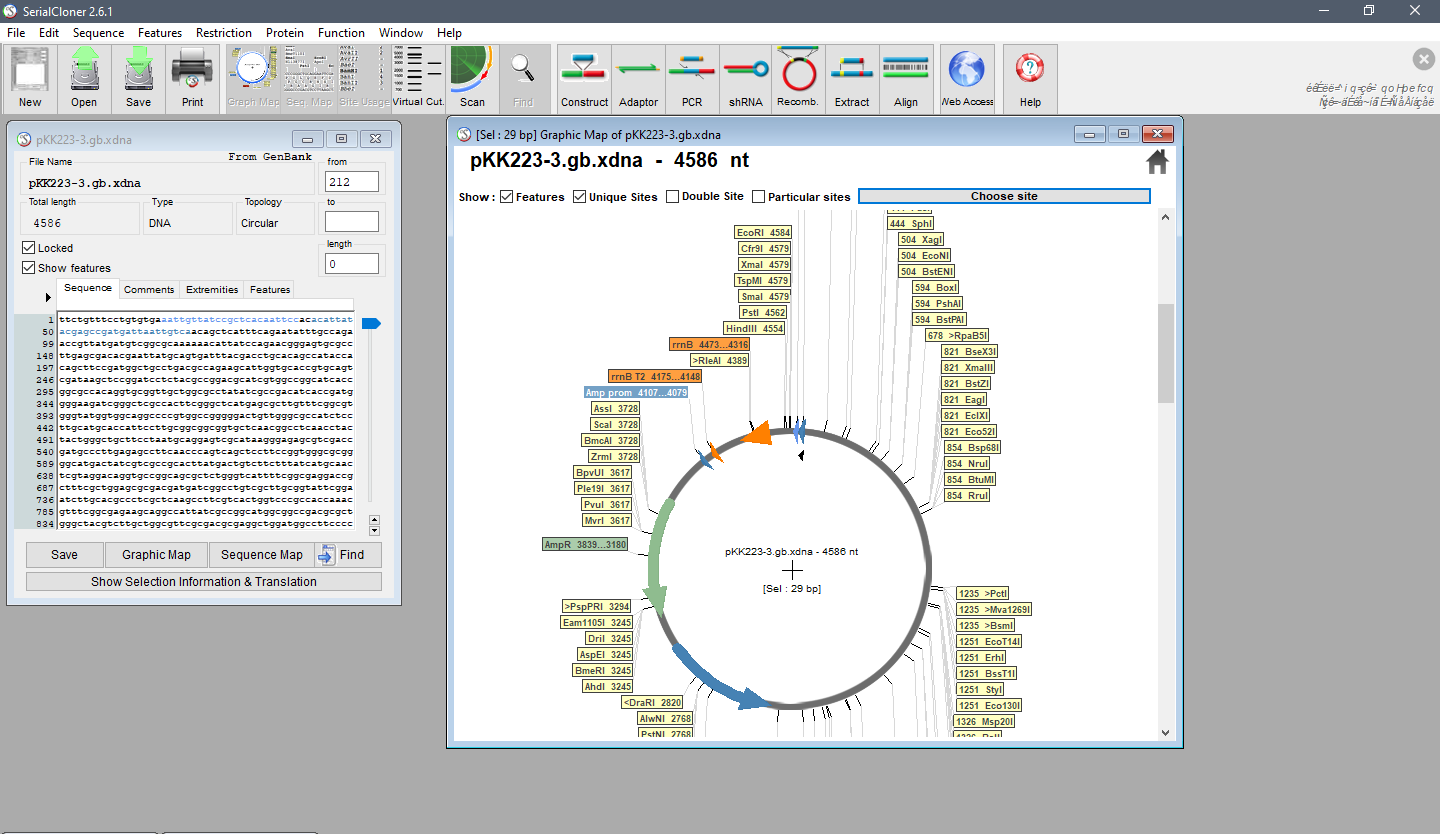 SerialCloner 2.6.1
File Edit Sequence Features Restriction Protein Function Window Help
New Open Save Print Graph Map Seq. Map Site Usage Virtual Cut. Scan Find Construct Adaptor PCR shRNA Recomb. Extract Align Web Access Help
pKK223-3.gb.xdna
From GenBank
File Name
pKK223-3.gb.xdna
from
212
Total length
4586
Type
DNA
Topology
Circular
to
length
0
Locked
Show features
Sequence Comments Extremities Features
1 ttctgtttcctgtgtgaaattgttatccgctcacaattccacacattat
50 acgagccgatgattaattgtcaacagctcatttcagaatatttgccaga
99 accgttatgatgtcggcgcaaaaaacattatccagaacgggagtgcgcc
148 ttgagcgacacgaattatgcagtgatttacgacctgcacagccatacca
197 cagcttccgatggctgcctgacgccagaagcattggtgcaccgtgcagt
246 cgataagctccggatcctctacgccggacgcatcgtggccggcatcacc
295 ggcgccacaggtgcggttgctggcgcctatatcgccgacatcaccgatg
344 gggaagatcgggctcgccacttcgggctcatgagcgcttgtttcggcgt
393 gggtatggtggcaggccccgtggccgggggactgttgggcgccatctcc
442 ttgcatgcaccattccttgcggcggcggtgctcaacggcctcaacctac
491 tactgggctgcttcctaatgcaggagtcgcataagggagagcgtcgacc
540 gatgcccttgagagccttcaacccagtcagctccttccggtgggcgcgg
589 ggcatgactatcgtcgccgcacttatgactgtcttctttatcatgcaac
638 tcgtaggacaggtgccggcagcgctctgggtcattttcggcgaggaccg
687 ctttcgctggagcgcgacgatgatcggcctgtcgcttgcggtattcgga
736 atcttgcacgccctcgctcaagccttcgtcactggtcccgccaccaaac
785 gtttcggcgagaagcaggccattatcgccggcatggcggccgacgcgct
834 gggctacgtcttgctggcgttcgcgacgcgaggctggatggccttcccc
Save Graphic Map Sequence Map Find
Show Selection Information & Translation
[Sel : 29 bp] Graphic Map of pKK223-3.gb.xdna
pKK223-3.gb.xdna - 4586 nt
Show : Features Unique Sites Double Site Particular sites Choose site
EcoRI 4584
Cfr9I 4579
XmaI 4579
TspMI 4579
SmaI 4579
PstI 4562
HindIII 4554
rrnB 4473...4316
>RleAI 4389
rrnB T2 4175...4148
Amp prom 4107...4079
AssI 3728
ScaI 3728
BmcAI 3728
ZrmI 3728
BpvUI 3617
Ple19I 3617
PvuI 3617
MvrI 3617
AmpR 3839...3180
>PspPRI 3294
Eam1105I 3245
DriI 3245
AspEI 3245
BmeRI 3245
AhdI 3245
<DraRI 2820
AlwNI 2768
PstNI 2768
444 SphI
504 XagI
504 EcoNI
504 BstENI
594 BoxI
594 PshAI
594 BstPAI
678 >RpaB5I
821 BseX3I
821 XmaIII
821 BstZI
821 EagI
821 EclXI
821 Eco52I
854 Bsp68I
854 NruI
854 BtuMI
854 RruI
pKK223-3.gb.xdna - 4586 nt
[Sel : 29 bp]
1235 >PctI
1235 >Mva1269I
1235 >BsmI
1251 EcoT14I
1251 ErhI
1251 BssT1I
1251 StyI
1251 Eco130I
1326 Msp20I